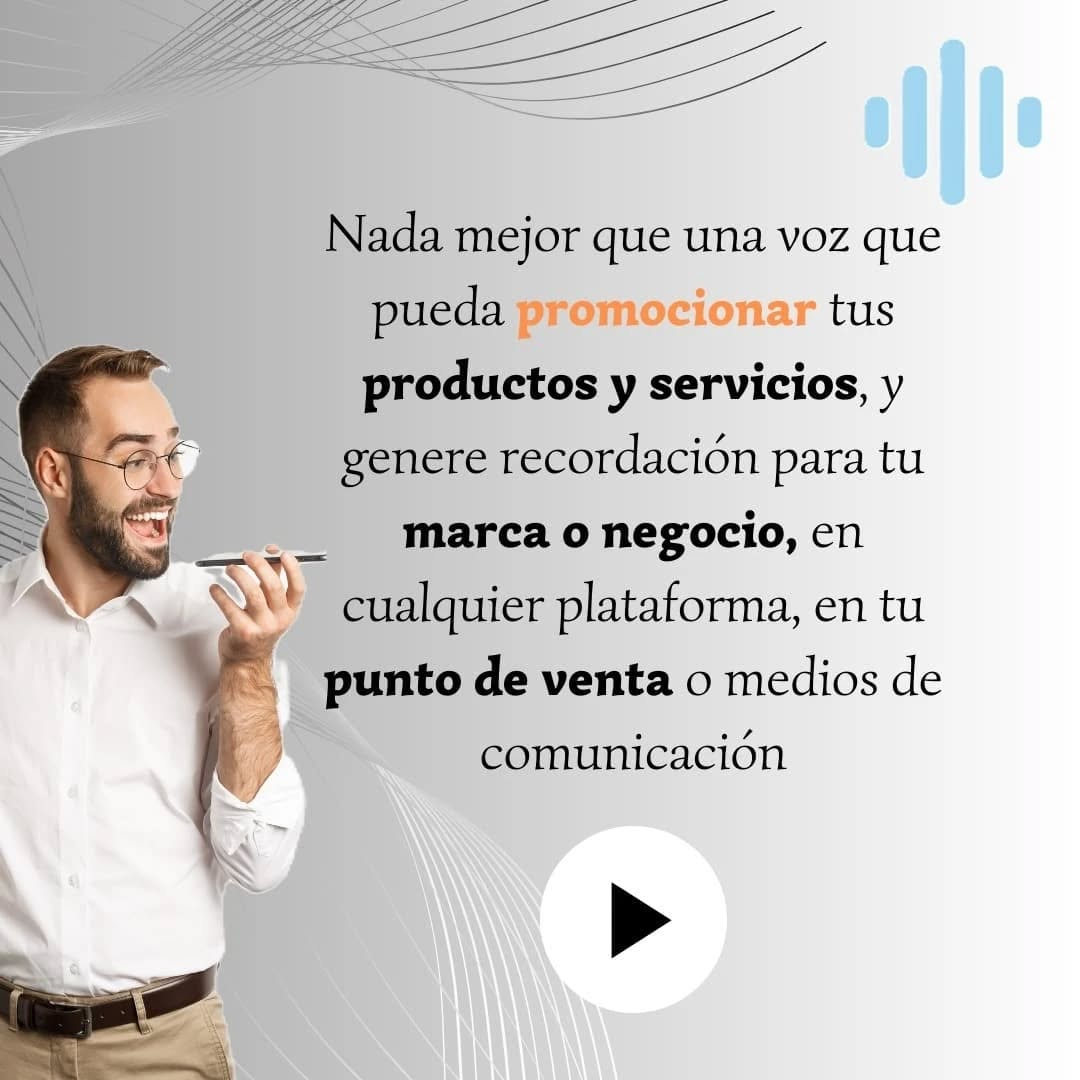 Nada mejor que una voz que
pueda promocionar tus
productos y servicios, y
genere recordación para tu
marca o negocio, en
cualquier plataforma, en tu
punto de venta o medios de
comunicación